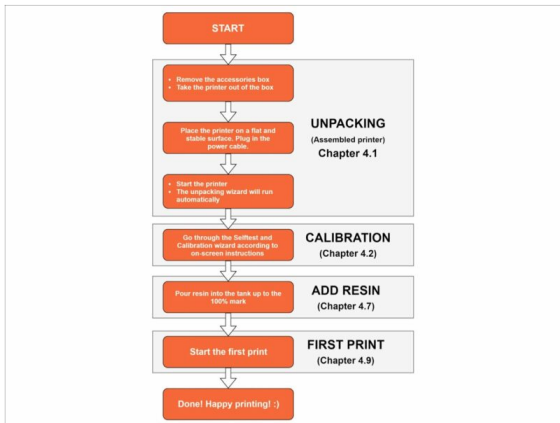 START
• Remove the accessories box
• Take the printer out of the box
UNPACKING
(Assembled printer)
Chapter 4.1
Place the printer on a flat and
stable surface. Plug in the
power cable.
• Start the printer
• The unpacking wizard will run
automatically
Go through the Selftest and
Calibration wizard according to
on-screen instructions
CALIBRATION
(Chapter 4.2)
Pour resin into the tank up to the
100% mark
ADD RESIN
(Chapter 4.7)
Start the first print
FIRST PRINT
(Chapter 4.9)
Done! Happy printing! :)